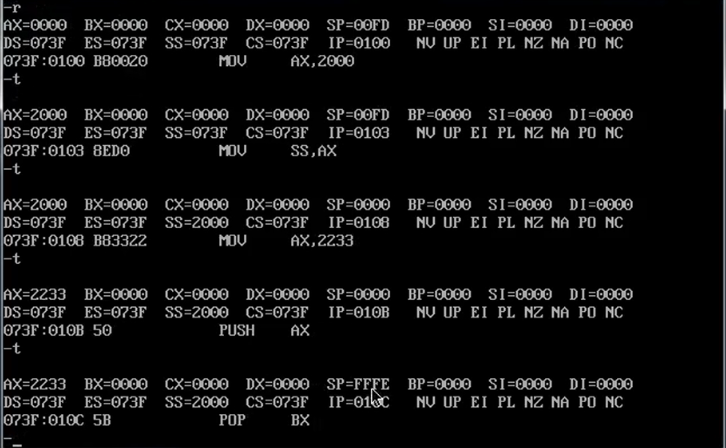 -r
AX=0000 BX=0000 CX=0000 DX=0000 SP=00FD BP=0000 SI=0000 DI=0000
DS=073F ES=073F SS=073F CS=073F IP=0100 NV UP EI PL NZ NA PO NC
073F:0100 B80020 MOV AX,2000
-t
AX=2000 BX=0000 CX=0000 DX=0000 SP=00FD BP=0000 SI=0000 DI=0000
DS=073F ES=073F SS=073F CS=073F IP=0103 NV UP EI PL NZ NA PO NC
073F:0103 8ED0 MOV SS,AX
-t
AX=2000 BX=0000 CX=0000 DX=0000 SP=0000 BP=0000 SI=0000 DI=0000
DS=073F ES=073F SS=2000 CS=073F IP=0108 NV UP EI PL NZ NA PO NC
073F:0108 B83322 MOV AX,2233
-t
AX=2233 BX=0000 CX=0000 DX=0000 SP=0000 BP=0000 SI=0000 DI=0000
DS=073F ES=073F SS=2000 CS=073F IP=010B NV UP EI PL NZ NA PO NC
073F:010B 50 PUSH AX
-t
AX=2233 BX=0000 CX=0000 DX=0000 SP=FFFE BP=0000 SI=0000 DI=0000
DS=073F ES=073F SS=2000 CS=073F IP=010C NV UP EI PL NZ NA PO NC
073F:010C 5B POP BX
-_